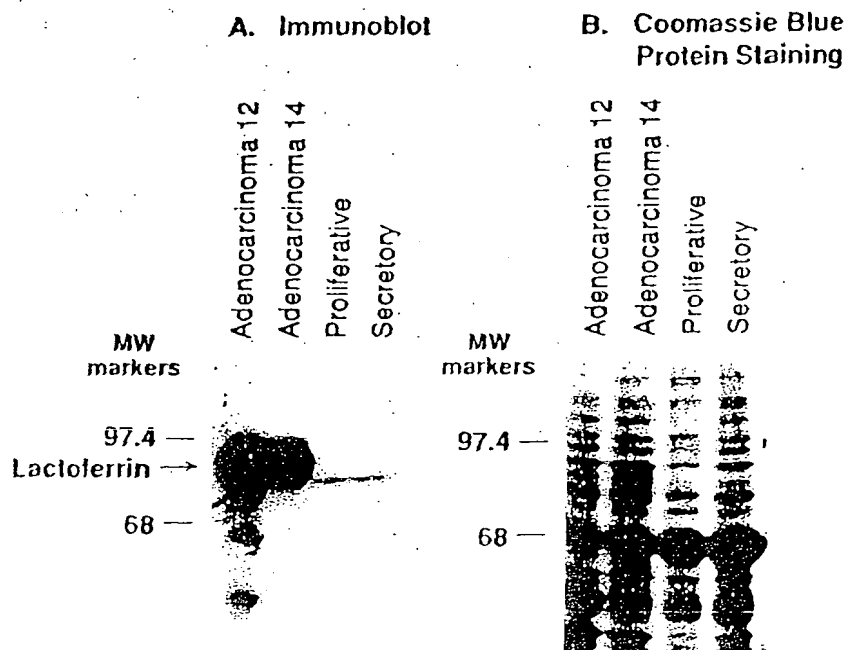 A. Immunoblot
Adenocarcinoma 12
Adenocarcinoma 14
Proliferative
Secretory
MW
markers
97.4
Lactoferrin
68
B. Coomassie Blue
Protein Staining
Adenocarcinoma 12
Adenocarcinoma 14
Proliferative
Secretory
MW
markers
97.4
68